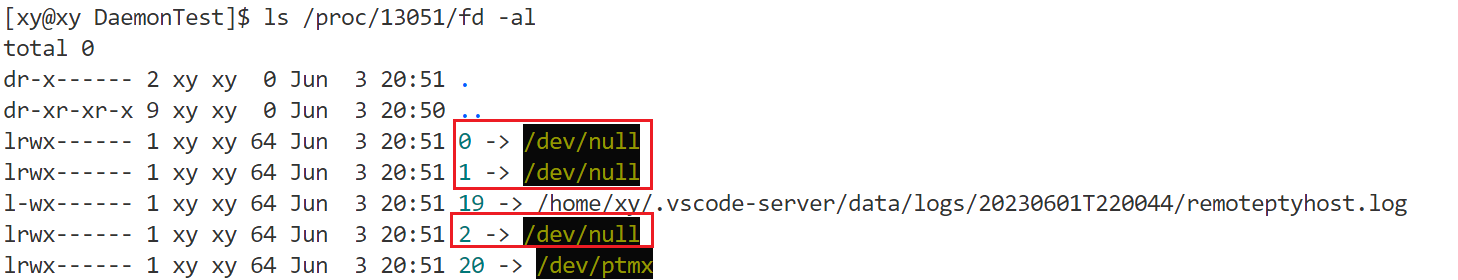 [xy@xy DaemonTest]$ ls /proc/13051/fd -al
total 0
dr-x------ 2 xy xy  0 Jun  3 20:51 .
dr-xr-xr-x 9 xy xy  0 Jun  3 20:50 ..
lrwx------ 1 xy xy 64 Jun  3 20:51 0 -> /dev/null
lrwx------ 1 xy xy 64 Jun  3 20:51 1 -> /dev/null
l-wx------ 1 xy xy 64 Jun  3 20:51 19 -> /home/xy/.vscode-server/data/logs/20230601T220044/remoteptyhost.log
lrwx------ 1 xy xy 64 Jun  3 20:51 2 -> /dev/null
lrwx------ 1 xy xy 64 Jun  3 20:51 20 -> /dev/ptmx